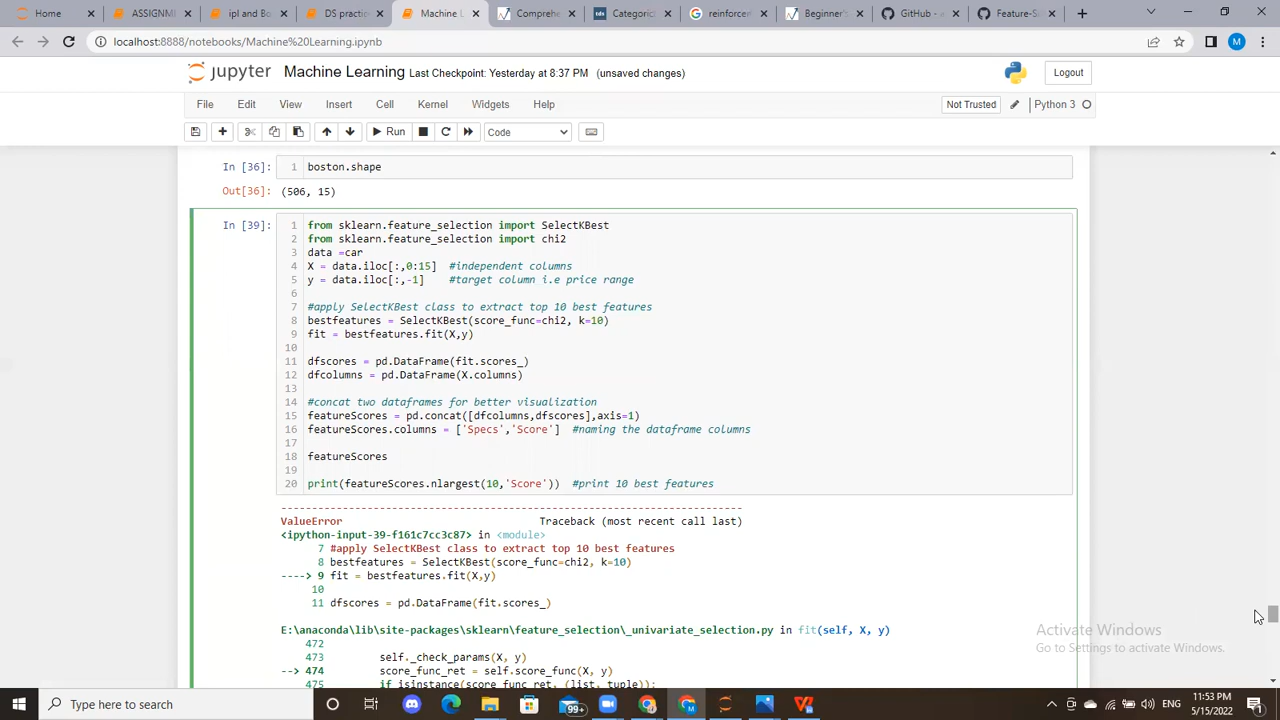 Home
ASSIGNM
ipl and Bo
DS practic
Machine L
Comprehe
Categoric
reinforcer
Beginner's
GitHub - e
Feature-Se
localhost:8888/notebooks/Machine%20Learning.ipynb
M
jupyter Machine Learning Last Checkpoint: Yesterday at 8:37 PM (unsaved changes)
Logout
File Edit View Insert Cell Kernel Widgets Help
Not Trusted
Python 3
Run
Code
In [36]: 1 boston.shape
Out[36]: (506, 15)
In [39]: 1 from sklearn.feature_selection import SelectKBest
2 from sklearn.feature_selection import chi2
3 data =car
4 X = data.iloc[:,0:15] #independent columns
5 y = data.iloc[:,-1] #target column i.e price range
6
7 #apply SelectKBest class to extract top 10 best features
8 bestfeatures = SelectKBest(score_func=chi2, k=10)
9 fit = bestfeatures.fit(X,y)
10
11 dfscores = pd.DataFrame(fit.scores_)
12 dfcolumns = pd.DataFrame(X.columns)
13
14 #concat two dataframes for better visualization
15 featureScores = pd.concat([dfcolumns,dfscores],axis=1)
16 featureScores.columns = ['Specs','Score'] #naming the dataframe columns
17
18 featureScores
19
20 print(featureScores.nlargest(10,'Score')) #print 10 best features
---------------------------------------------------------------------------
ValueError Traceback (most recent call last)
<ipython-input-39-f161c7cc3c87> in <module>
7 #apply SelectKBest class to extract top 10 best features
8 bestfeatures = SelectKBest(score_func=chi2, k=10)
----> 9 fit = bestfeatures.fit(X,y)
10
11 dfscores = pd.DataFrame(fit.scores_)
E:\anaconda\lib\site-packages\sklearn\feature_selection\_univariate_selection.py in fit(self, X, y)
472
473 self._check_params(X, y)
--> 474 score_func_ret = self.score_func(X, y)
475 if isinstance(score_func_ret, (list, tuple)):
Activate Windows
Go to Settings to activate Windows.
Type here to search
99+
ENG
11:53 PM
5/15/2022
1